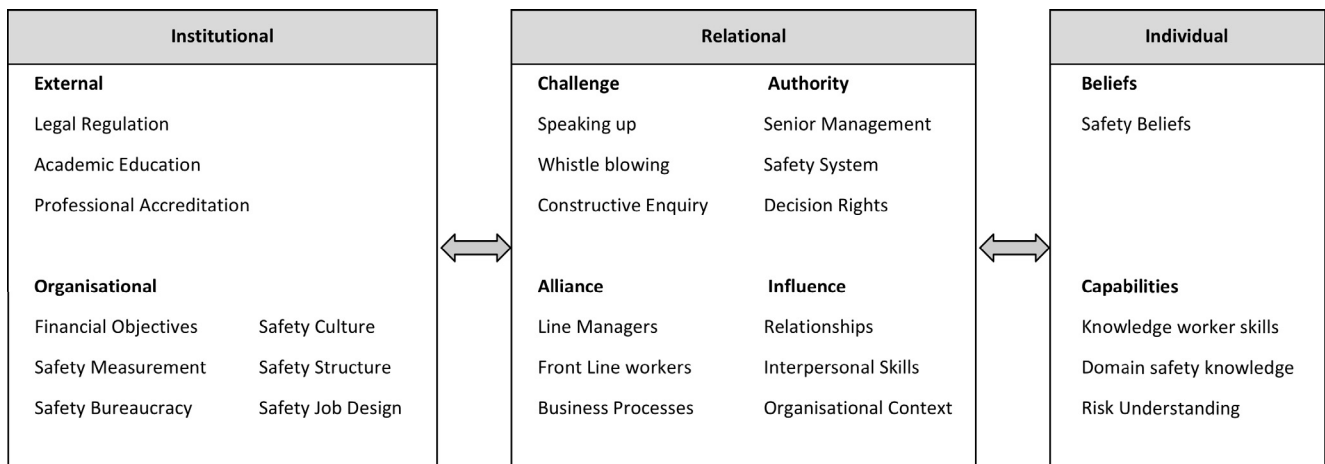 Institutional
External
Legal Regulation
Academic Education
Professional Accreditation
Organisational
Financial Objectives Safety Culture
Safety Measurement Safety Structure
Safety Bureaucracy Safety Job Design
Relational
Challenge Authority
Speaking up Senior Management
Whistle blowing Safety System
Constructive Enquiry Decision Rights
Alliance Influence
Line Managers Relationships
Front Line workers Interpersonal Skills
Business Processes Organisational Context
Individual
Beliefs
Safety Beliefs
Capabilities
Knowledge worker skills
Domain safety knowledge
Risk Understanding